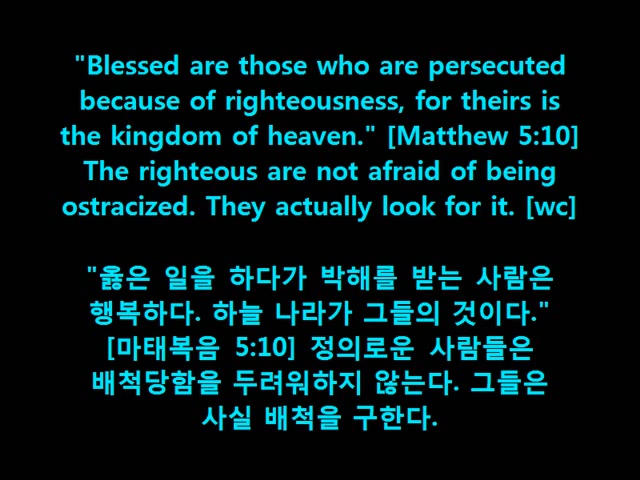 "Blessed are those who are persecuted
because of righteousness, for theirs is
the kingdom of heaven." [Matthew 5:10]
The righteous are not afraid of being
ostracized. They actually look for it. [wc]
"옳은 일을 하다가 박해를 받는 사람은
행복하다. 하늘 나라가 그들의 것이다."
[마태복음 5:10] 정의로운 사람들은
배척당함을 두려워하지 않는다. 그들은
사실 배척을 구한다.